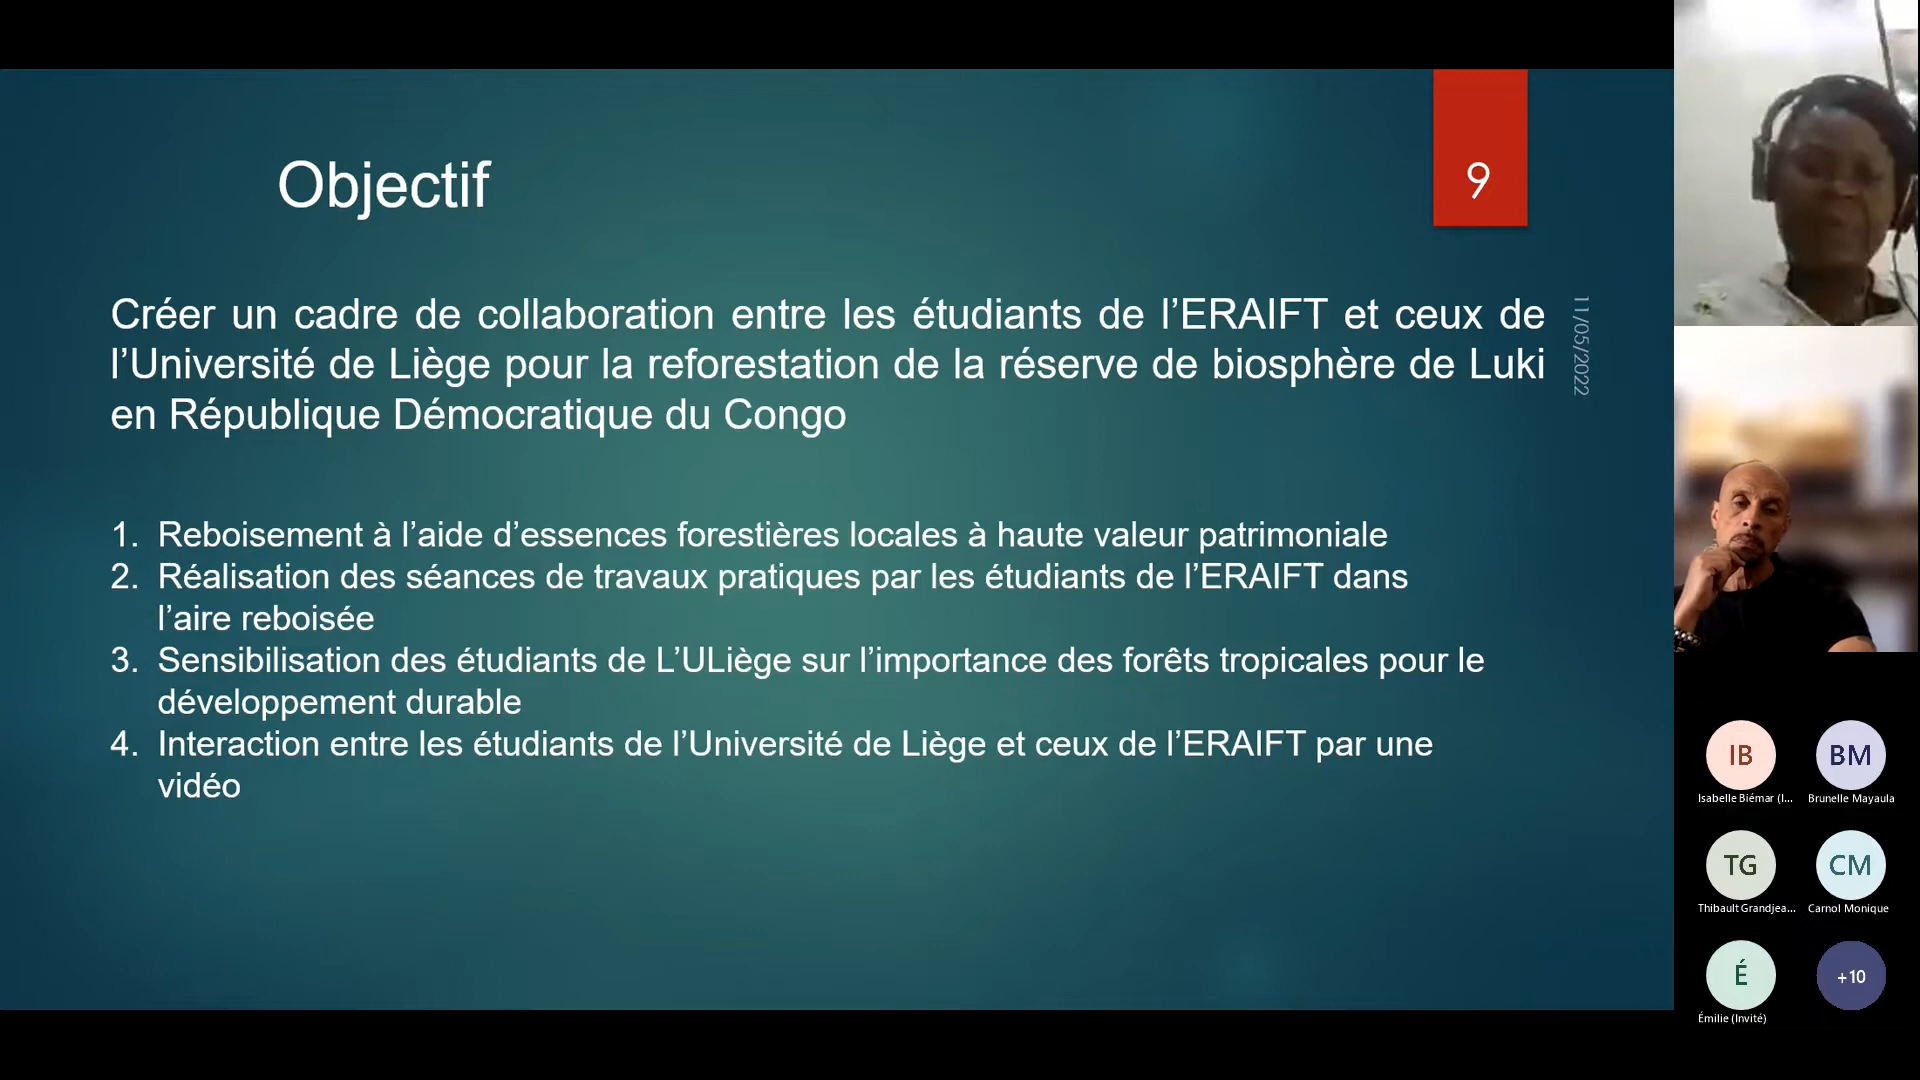 Objectif
9
Créer un cadre de collaboration entre les étudiants de l’ERAIFT et ceux de
l’Université de Liège pour la reforestation de la réserve de biosphère de Luki
en République Démocratique du Congo
11/05/2022
1. Reboisement à l’aide d’essences forestières locales à haute valeur patrimoniale
2. Réalisation des séances de travaux pratiques par les étudiants de l’ERAIFT dans
l’aire reboisée
3. Sensibilisation des étudiants de L’ULiège sur l’importance des forêts tropicales pour le
développement durable
4. Interaction entre les étudiants de l’Université de Liège et ceux de l’ERAIFT par une
vidéo
IB
Isabelle Biémar (I...
BM
Brunelle Mayaula
TG
Thibault Grandjea...
CM
Carnol Monique
É
Émilie (Invité)
+10